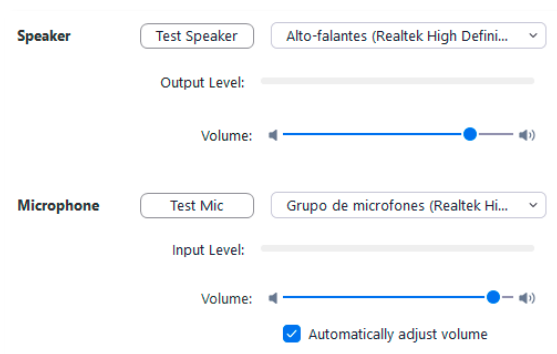 Speaker Test Speaker Alto-falantes (Realtek High Defini...
Output Level:
Volume:
Microphone Test Mic Grupo de microfones (Realtek Hi...
Input Level:
Volume:
Automatically adjust volume